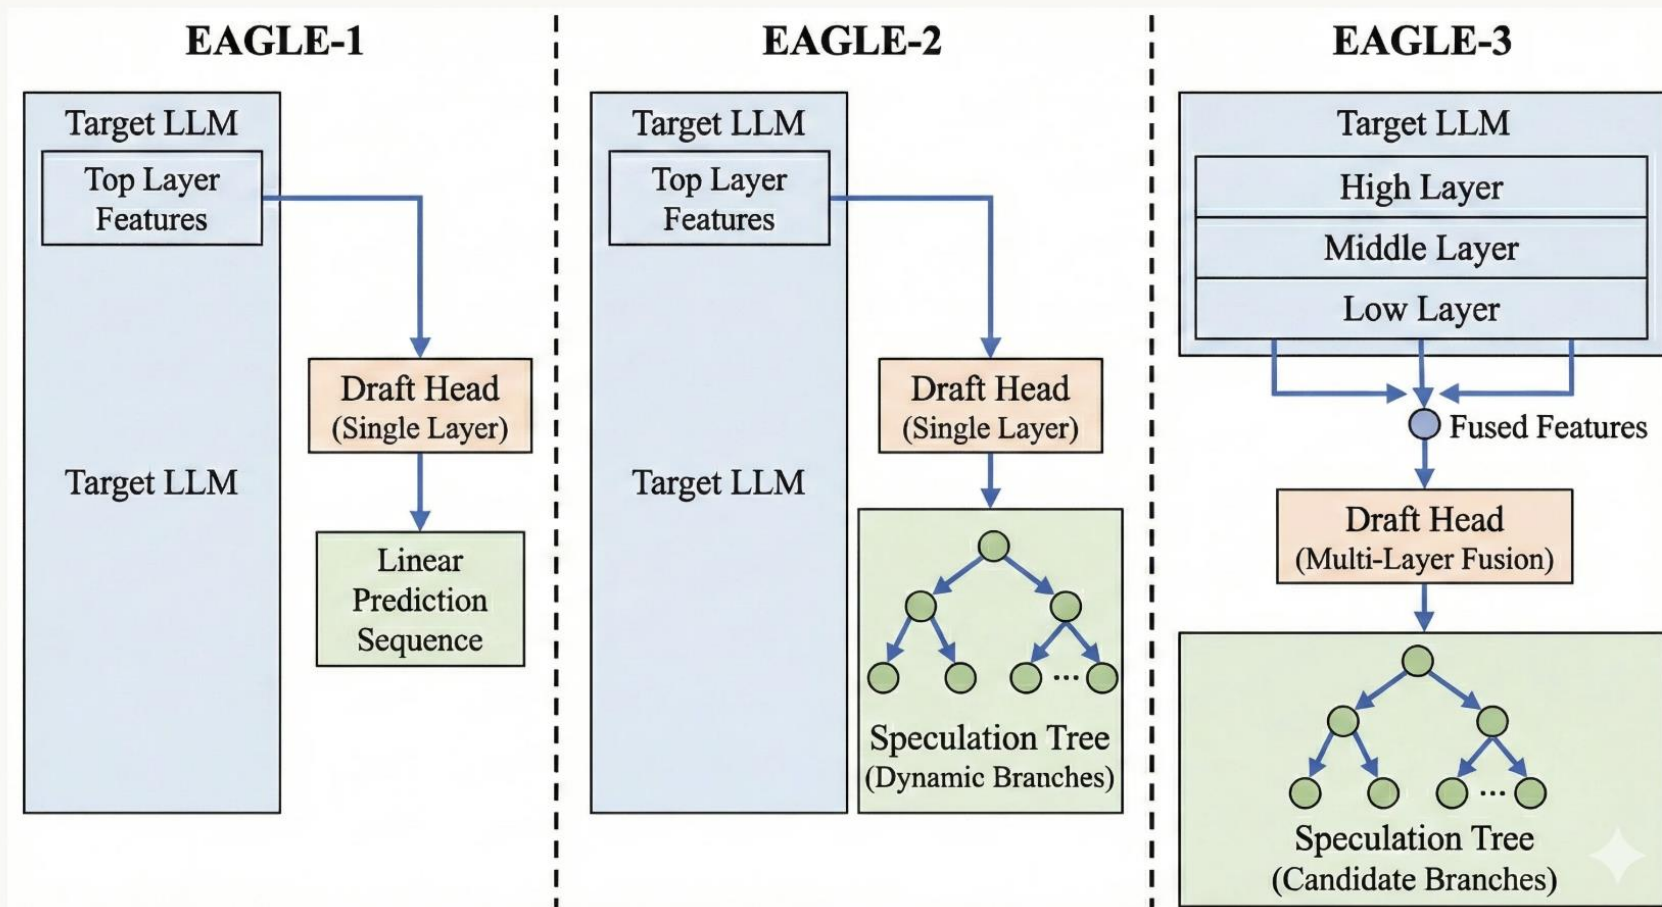 EAGLE-1
Target LLM
Top Layer
Features
Draft Head
(Single Layer)
Target LLM
Linear
Prediction
Sequence
EAGLE-2
Target LLM
Top Layer
Features
Draft Head
(Single Layer)
Target LLM
...
Speculation Tree
(Dynamic Branches)
EAGLE-3
Target LLM
High Layer
Middle Layer
Low Layer
Fused Features
Draft Head
(Multi-Layer Fusion)
...
Speculation Tree
(Candidate Branches)